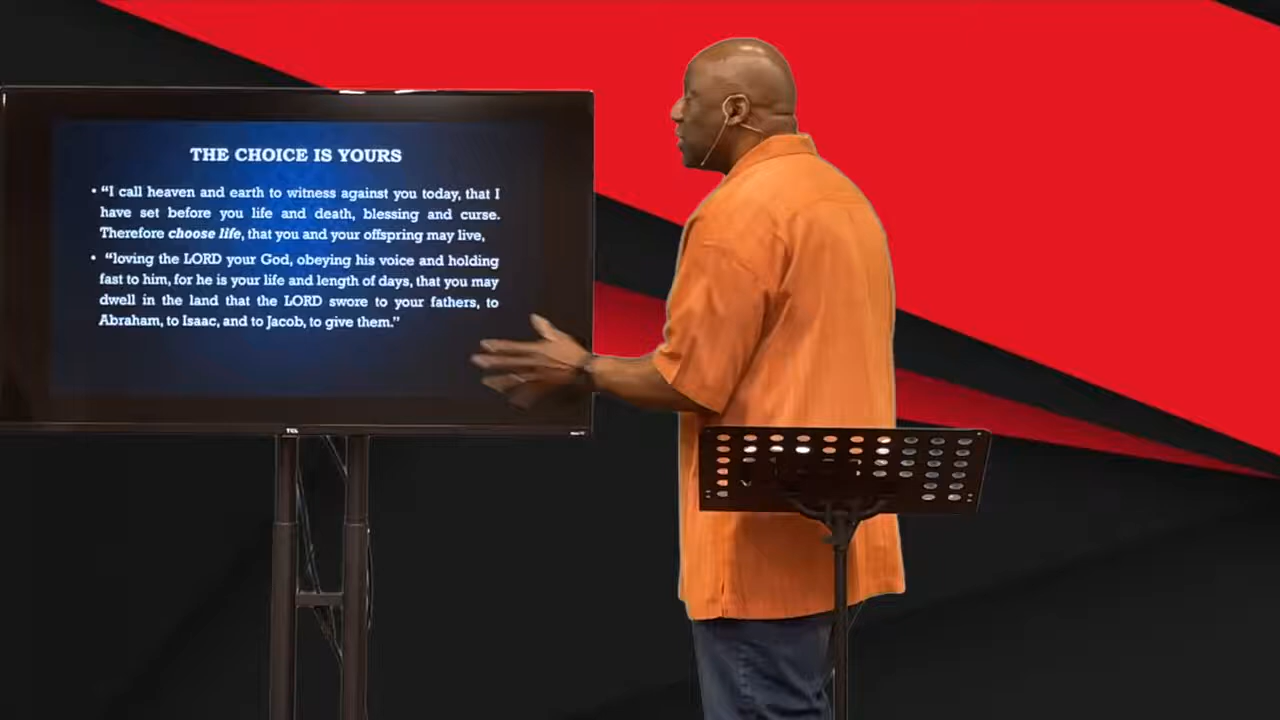 THE CHOICE IS YOURS
• “I call heaven and earth to witness against you today, that I
have set before you life and death, blessing and curse.
Therefore choose life, that you and your offspring may live,
• “loving the LORD your God, obeying his voice and holding
fast to him, for he is your life and length of days, that you may
dwell in the land that the LORD swore to your fathers, to
Abraham, to Isaac, and to Jacob, to give them.”
TCL